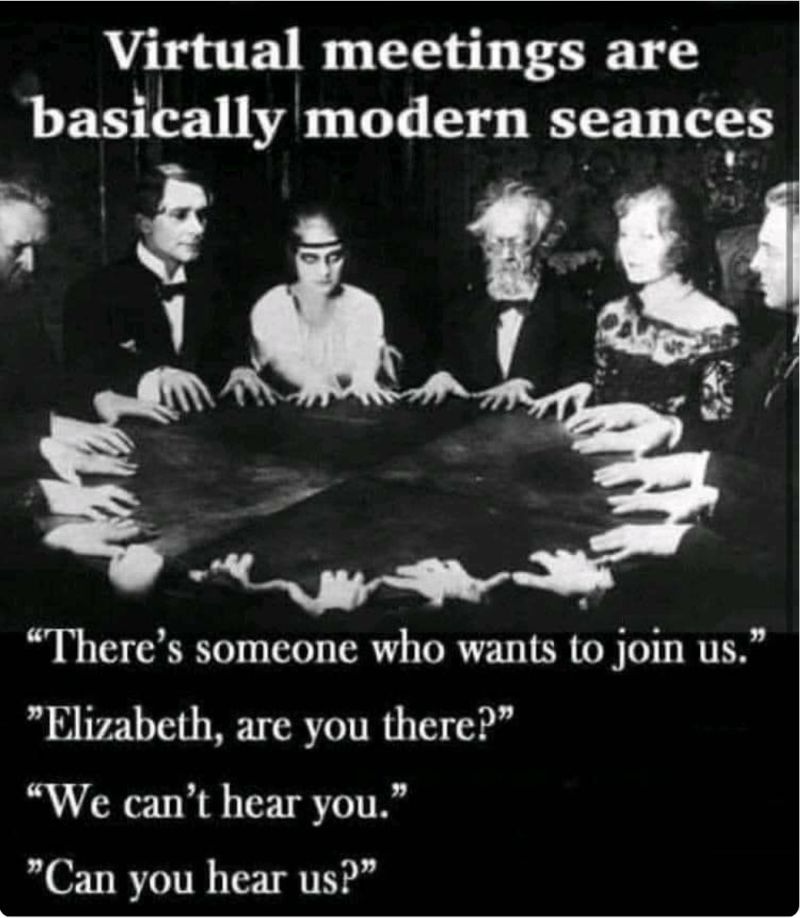 Virtual meetings are
basically modern seances
“There’s someone who wants to join us.”
”Elizabeth, are you there?”
“We can’t hear you.”
”Can you hear us?”